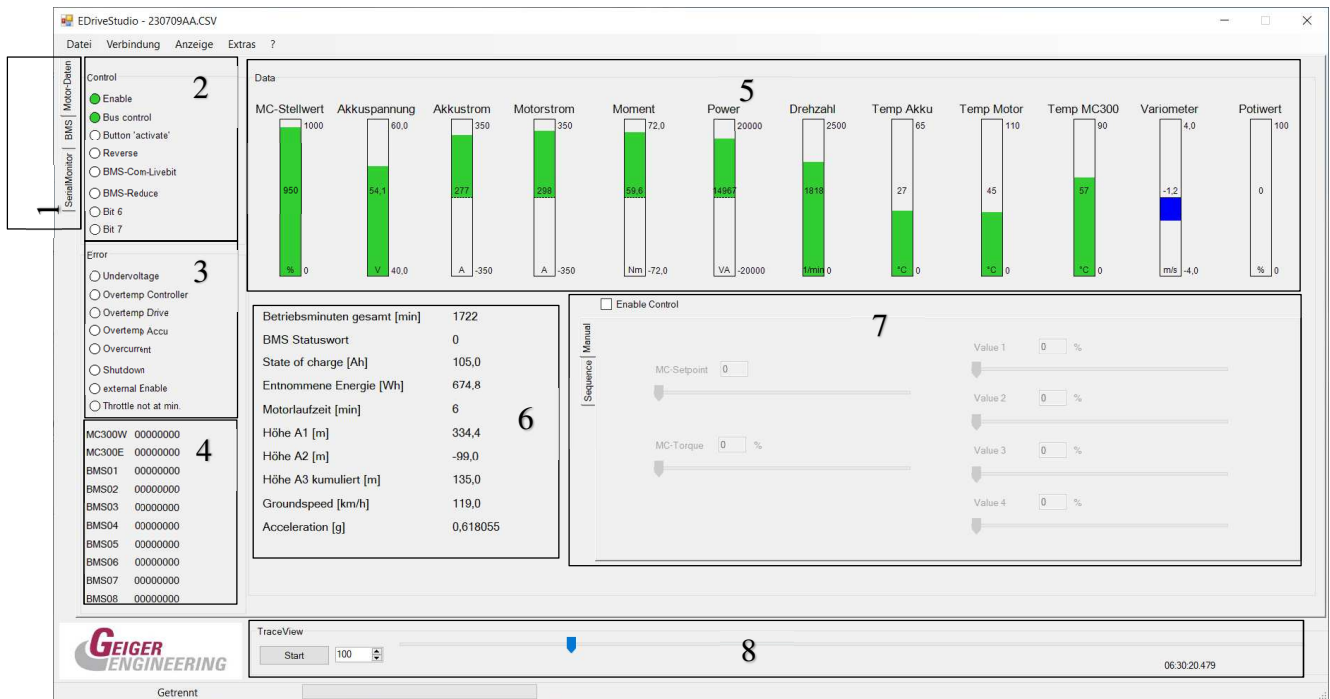 EDriveStudio - 230709AA.CSV
Datei Verbindung Anzeige Extras ?
1
SerialMonitor BMS Motor-Daten
2
Control
Enable
Bus control
Button 'activate'
Reverse
BMS-Com-Livebit
BMS-Reduce
Bit 6
Bit 7
3
Error
Undervoltage
Overtemp Controller
Overtemp Drive
Overtemp Accu
Overcurrent
Shutdown
external Enable
Throttle not at min.
4
MC300W 00000000
MC300E 00000000
BMS01 00000000
BMS02 00000000
BMS03 00000000
BMS04 00000000
BMS05 00000000
BMS06 00000000
BMS07 00000000
BMS08 00000000
Data
5
MC-Stellwert Akkuspannung Akkustrom Motorstrom Moment Power Drehzahl Temp Akku Temp Motor Temp MC300 Variometer Potiwert
1000 60,0 350 350 72,0 20000 2500 65 110 90 4,0 100
950 54,1 277 298 59,6 14967 1818 27 45 57 -1,2 0
% 0 V 40,0 A -350 A -350 Nm -72,0 VA -20000 1/min 0 °C 0 °C 0 °C 0 m/s -4,0 % 0
6
Betriebsminuten gesamt [min] 1722
BMS Statuswort 0
State of charge [Ah] 105,0
Entnommene Energie [Wh] 674,8
Motorlaufzeit [min] 6
Höhe A1 [m] 334,4
Höhe A2 [m] -99,0
Höhe A3 kumuliert [m] 135,0
Groundspeed [km/h] 119,0
Acceleration [g] 0,618055
Enable Control
7
Sequence Manual
MC-Setpoint 0
MC-Torque 0 %
Value 1 0 %
Value 2 0 %
Value 3 0 %
Value 4 0 %
GEIGER
ENGINEERING
TraceView
Start 100
8
06:30:20.479
Getrennt